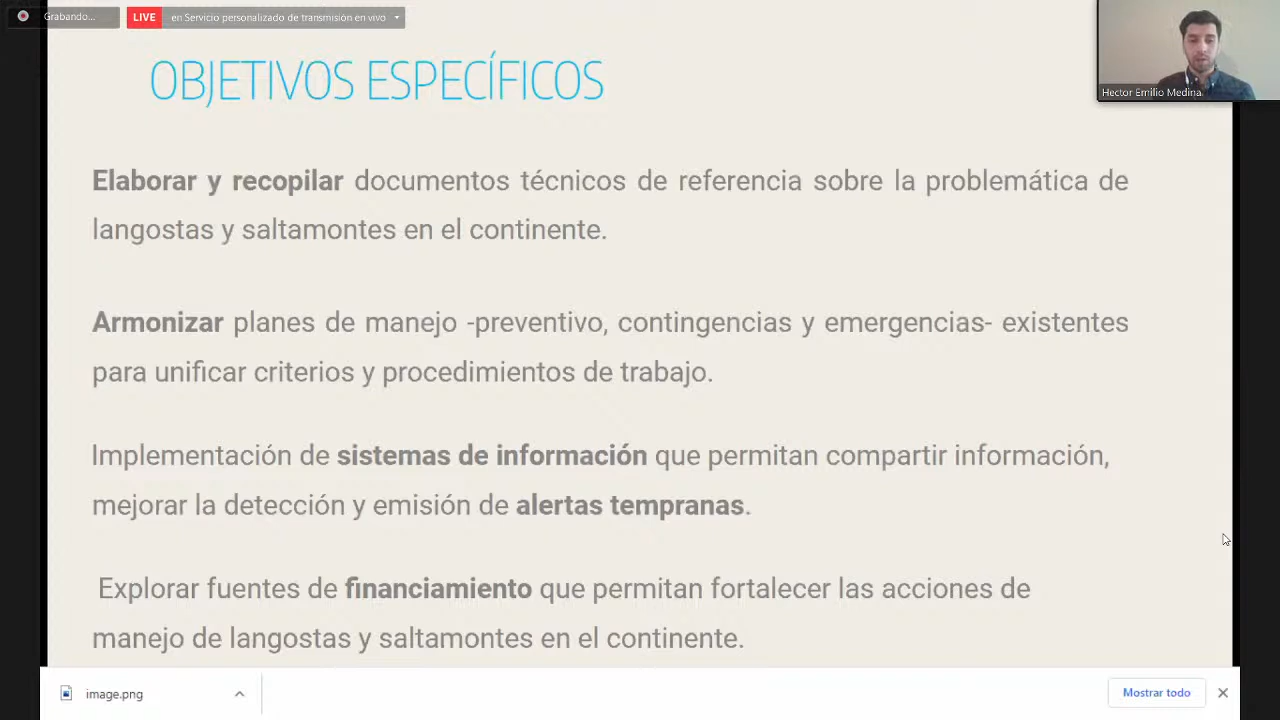 Grabando...
LIVE en Servicio personalizado de transmisión en vivo
OBJETIVOS ESPECÍFICOS
Hector Emilio Medina
Elaborar y recopilar documentos técnicos de referencia sobre la problemática de
langostas y saltamontes en el continente.
Armonizar planes de manejo -preventivo, contingencias y emergencias- existentes
para unificar criterios y procedimientos de trabajo.
Implementación de sistemas de información que permitan compartir información,
mejorar la detección y emisión de alertas tempranas.
Explorar fuentes de financiamiento que permitan fortalecer las acciones de
manejo de langostas y saltamontes en el continente.
image.png
Mostrar todo